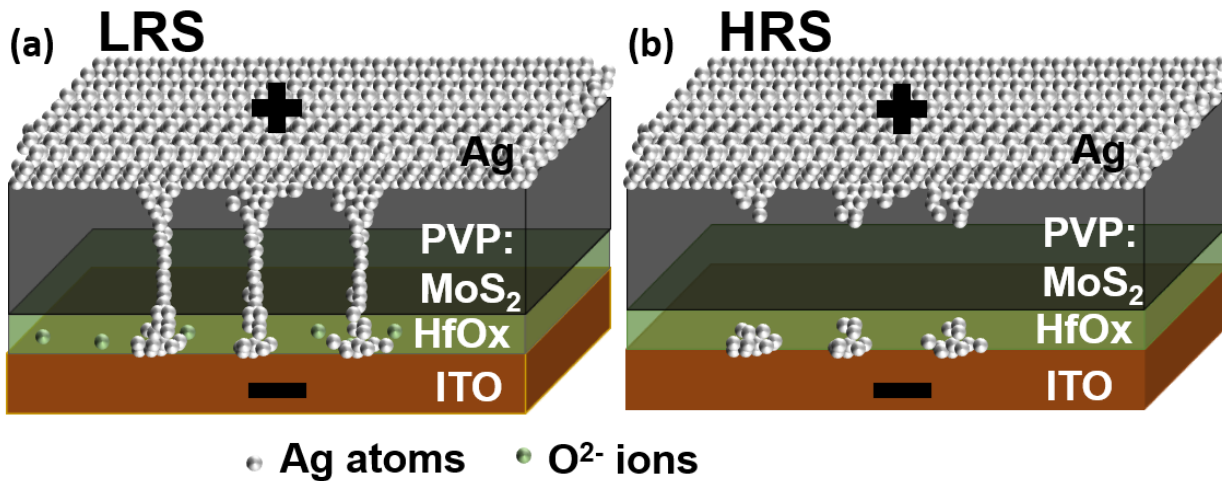 (a) LRS
+
Ag
PVP:
MoS₂
HfOx
ITO
−
(b) HRS
+
Ag
PVP:
MoS₂
HfOx
ITO
−
Ag atoms
O²⁻ ions